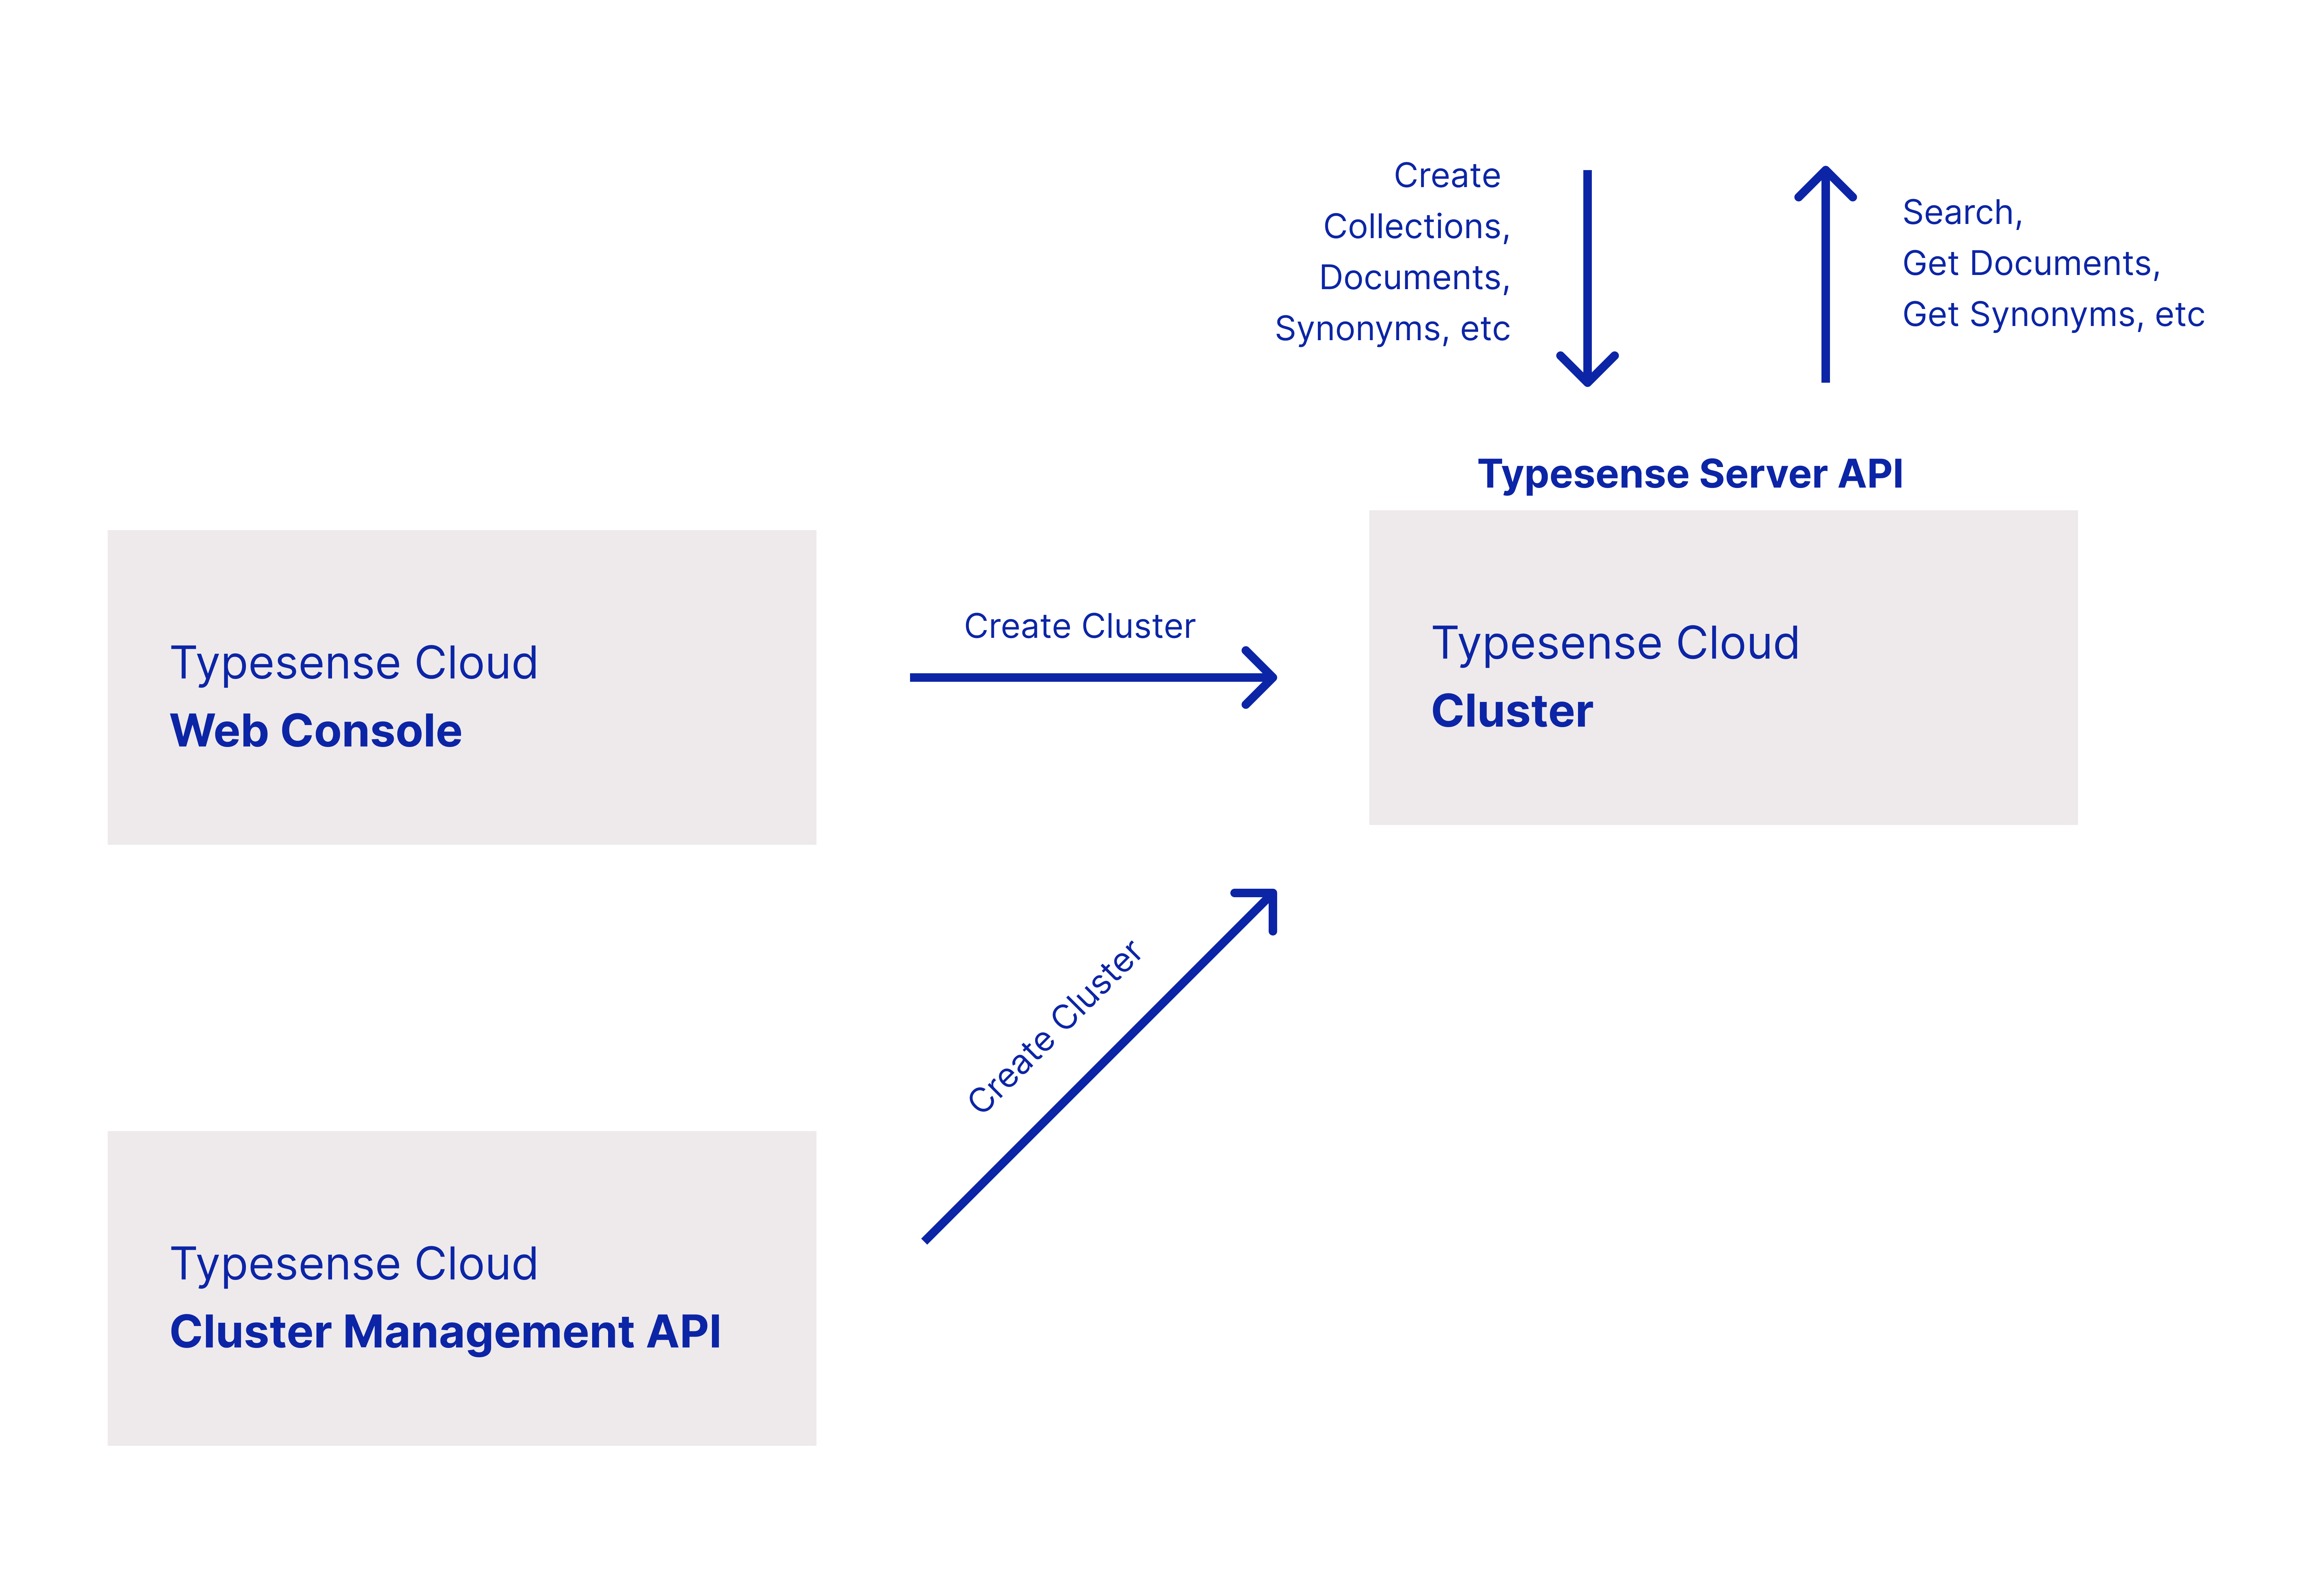 Create
Collections,
Documents,
Synonyms, etc
Search,
Get Documents,
Get Synonyms, etc
Typesense Server API
Typesense Cloud
Web Console
Create Cluster
Typesense Cloud
Cluster
Create Cluster
Typesense Cloud
Cluster Management API